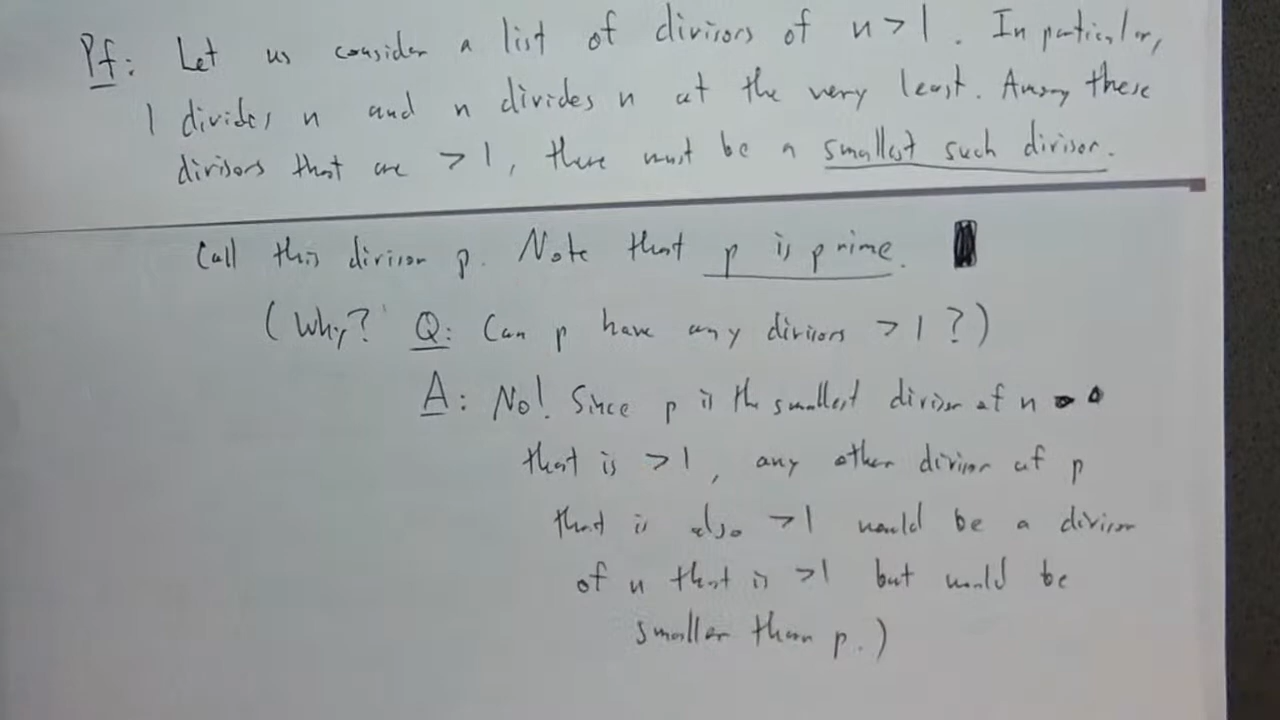 Pf: Let us consider a list of divisors of n > 1. In particular,
1 divides n and n divides n at the very least. Among these
divisors that are > 1, there must be a smallest such divisor.
Call this divisor p. Note that p is prime.
(Why? Q: Can p have any divisors > 1 ?)
A: No! Since p is the smallest divisor of n
that is > 1, any other divisor of p
that is also > 1 would be a divisor
of n that is > 1 but would be
smaller than p.)